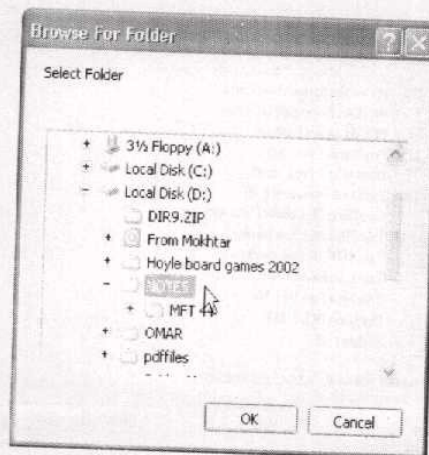 Browse For Folder
Select Folder
3½ Floppy (A:)
Local Disk (C:)
Local Disk (D:)
DIR9.ZIP
From Mokhtar
Hoyle board games 2002
MFT
OMAR
pdffiles
OK
Cancel